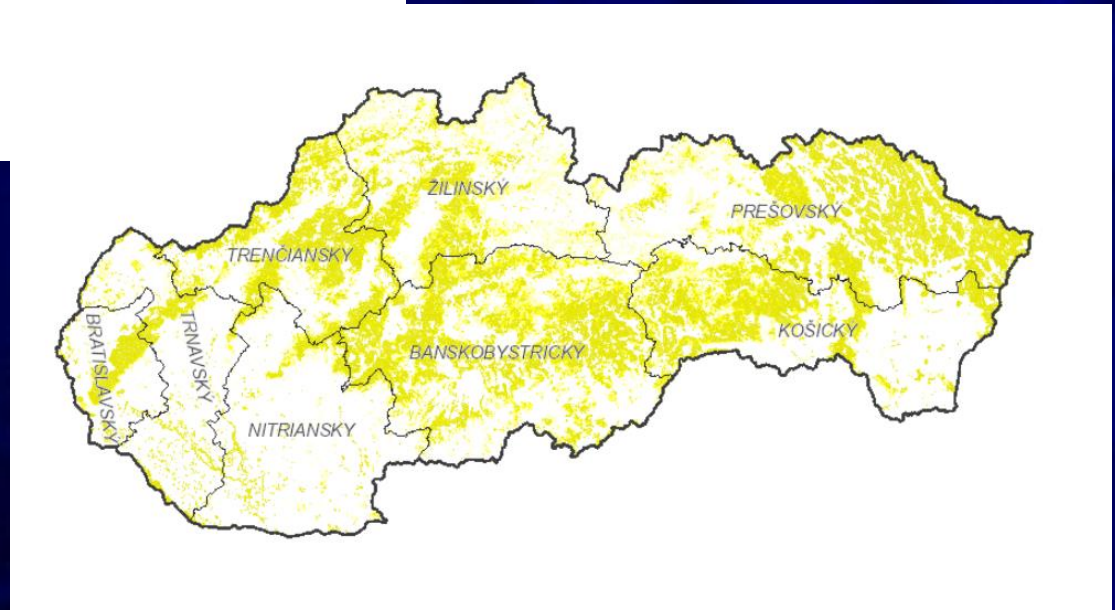 ŽILINSKÝ
PREŠOVSKÝ
TRENČIANSKY
BRATISLAVSKÝ
TRNAVSKÝ
KOŠICKÝ
BANSKOBYSTRICKÝ
NITRIANSKY